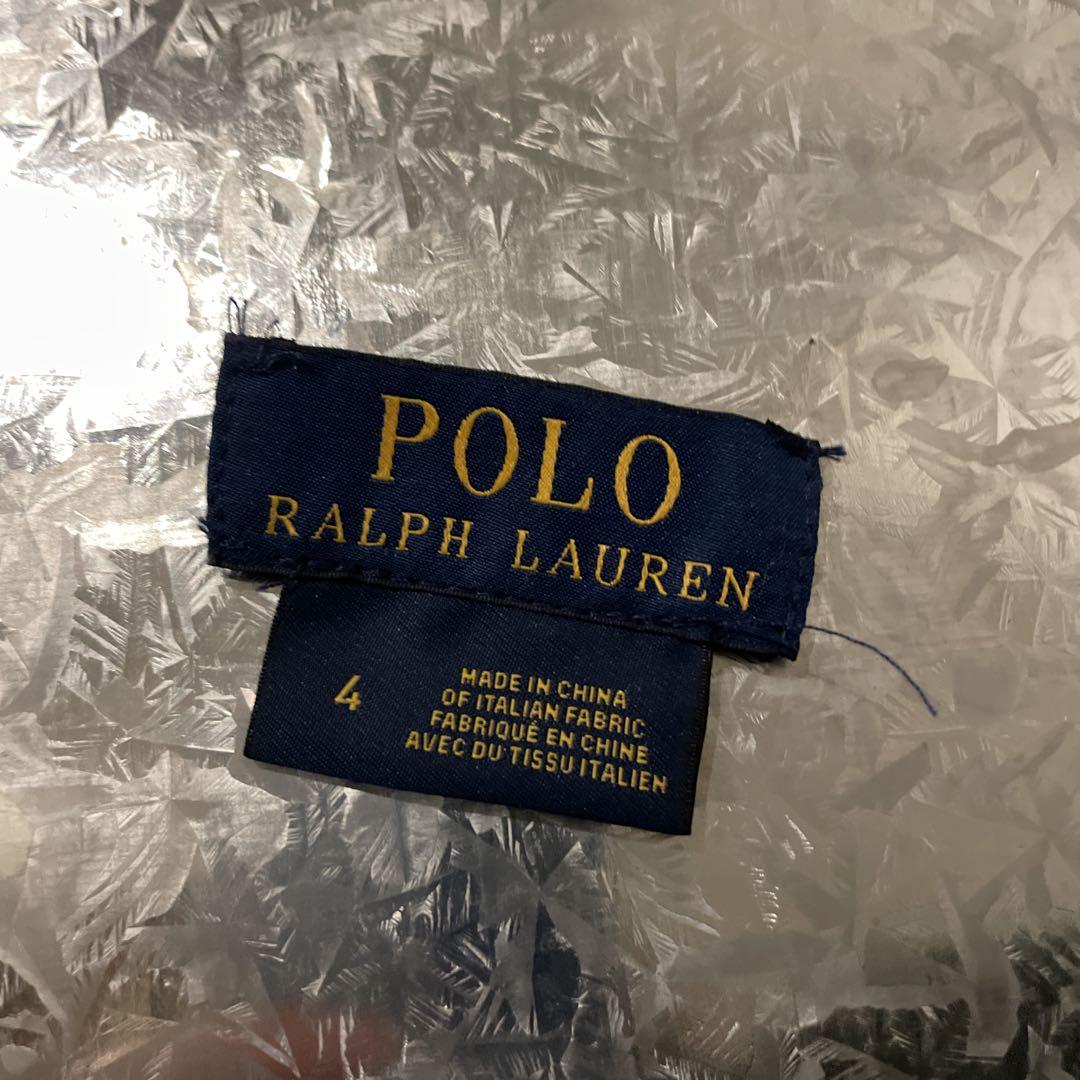 POLO
RALPH LAUREN
4
MADE IN CHINA
OF ITALIAN FABRIC
FABRIQUÉ EN CHINE
AVEC DU TISSU ITALIEN